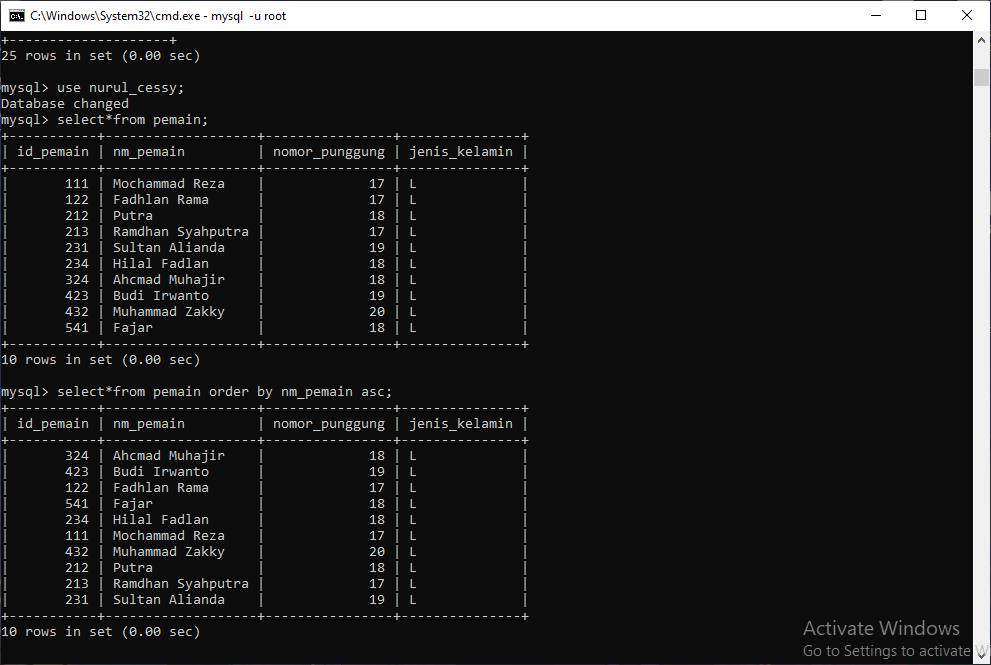 C:\Windows\System32\cmd.exe - mysql  -u root
+--------------------+
25 rows in set (0.00 sec)
mysql> use nurul_cessy;
Database changed
mysql> select*from pemain;
+-----------+-------------------+----------------+---------------+
| id_pemain | nm_pemain         | nomor_punggung | jenis_kelamin |
+-----------+-------------------+----------------+---------------+
|       111 | Mochammad Reza    |             17 | L             |
|       122 | Fadhlan Rama      |             17 | L             |
|       212 | Putra             |             18 | L             |
|       213 | Ramdhan Syahputra |             17 | L             |
|       231 | Sultan Alianda    |             19 | L             |
|       234 | Hilal Fadlan      |             18 | L             |
|       324 | Ahcmad Muhajir    |             18 | L             |
|       423 | Budi Irwanto      |             19 | L             |
|       432 | Muhammad Zakky    |             20 | L             |
|       541 | Fajar             |             18 | L             |
+-----------+-------------------+----------------+---------------+
10 rows in set (0.00 sec)
mysql> select*from pemain order by nm_pemain asc;
+-----------+-------------------+----------------+---------------+
| id_pemain | nm_pemain         | nomor_punggung | jenis_kelamin |
+-----------+-------------------+----------------+---------------+
|       324 | Ahcmad Muhajir    |             18 | L             |
|       423 | Budi Irwanto      |             19 | L             |
|       122 | Fadhlan Rama      |             17 | L             |
|       541 | Fajar             |             18 | L             |
|       234 | Hilal Fadlan      |             18 | L             |
|       111 | Mochammad Reza    |             17 | L             |
|       432 | Muhammad Zakky    |             20 | L             |
|       212 | Putra             |             18 | L             |
|       213 | Ramdhan Syahputra |             17 | L             |
|       231 | Sultan Alianda    |             19 | L             |
+-----------+-------------------+----------------+---------------+
10 rows in set (0.00 sec)
Activate Windows
Go to Settings to activate W